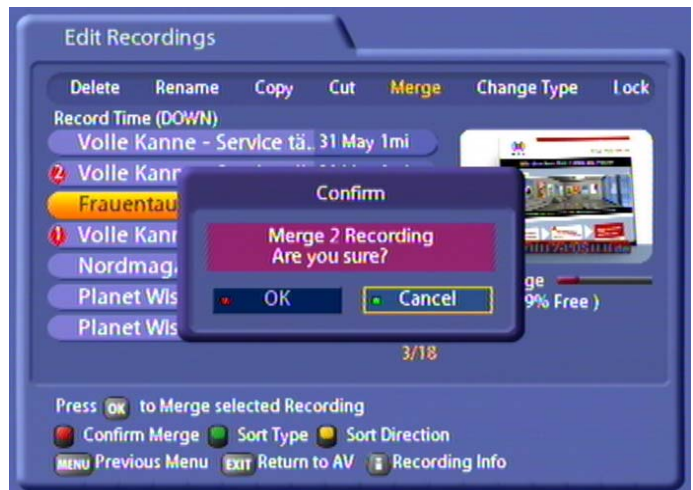 Edit Recordings
Delete Rename Copy Cut Merge Change Type Lock
Record Time (DOWN)
Volle Kanne - Service tä.. 31 May 1mi
2 Volle Kann
Frauentau
1 Volle Kann
Nordmag
Planet Wis
Planet Wis
Confirm
Merge 2 Recording
Are you sure?
OK Cancel
9% Free )
3/18
Press OK to Merge selected Recording
Confirm Merge Sort Type Sort Direction
MENU Previous Menu EXIT Return to AV i Recording Info